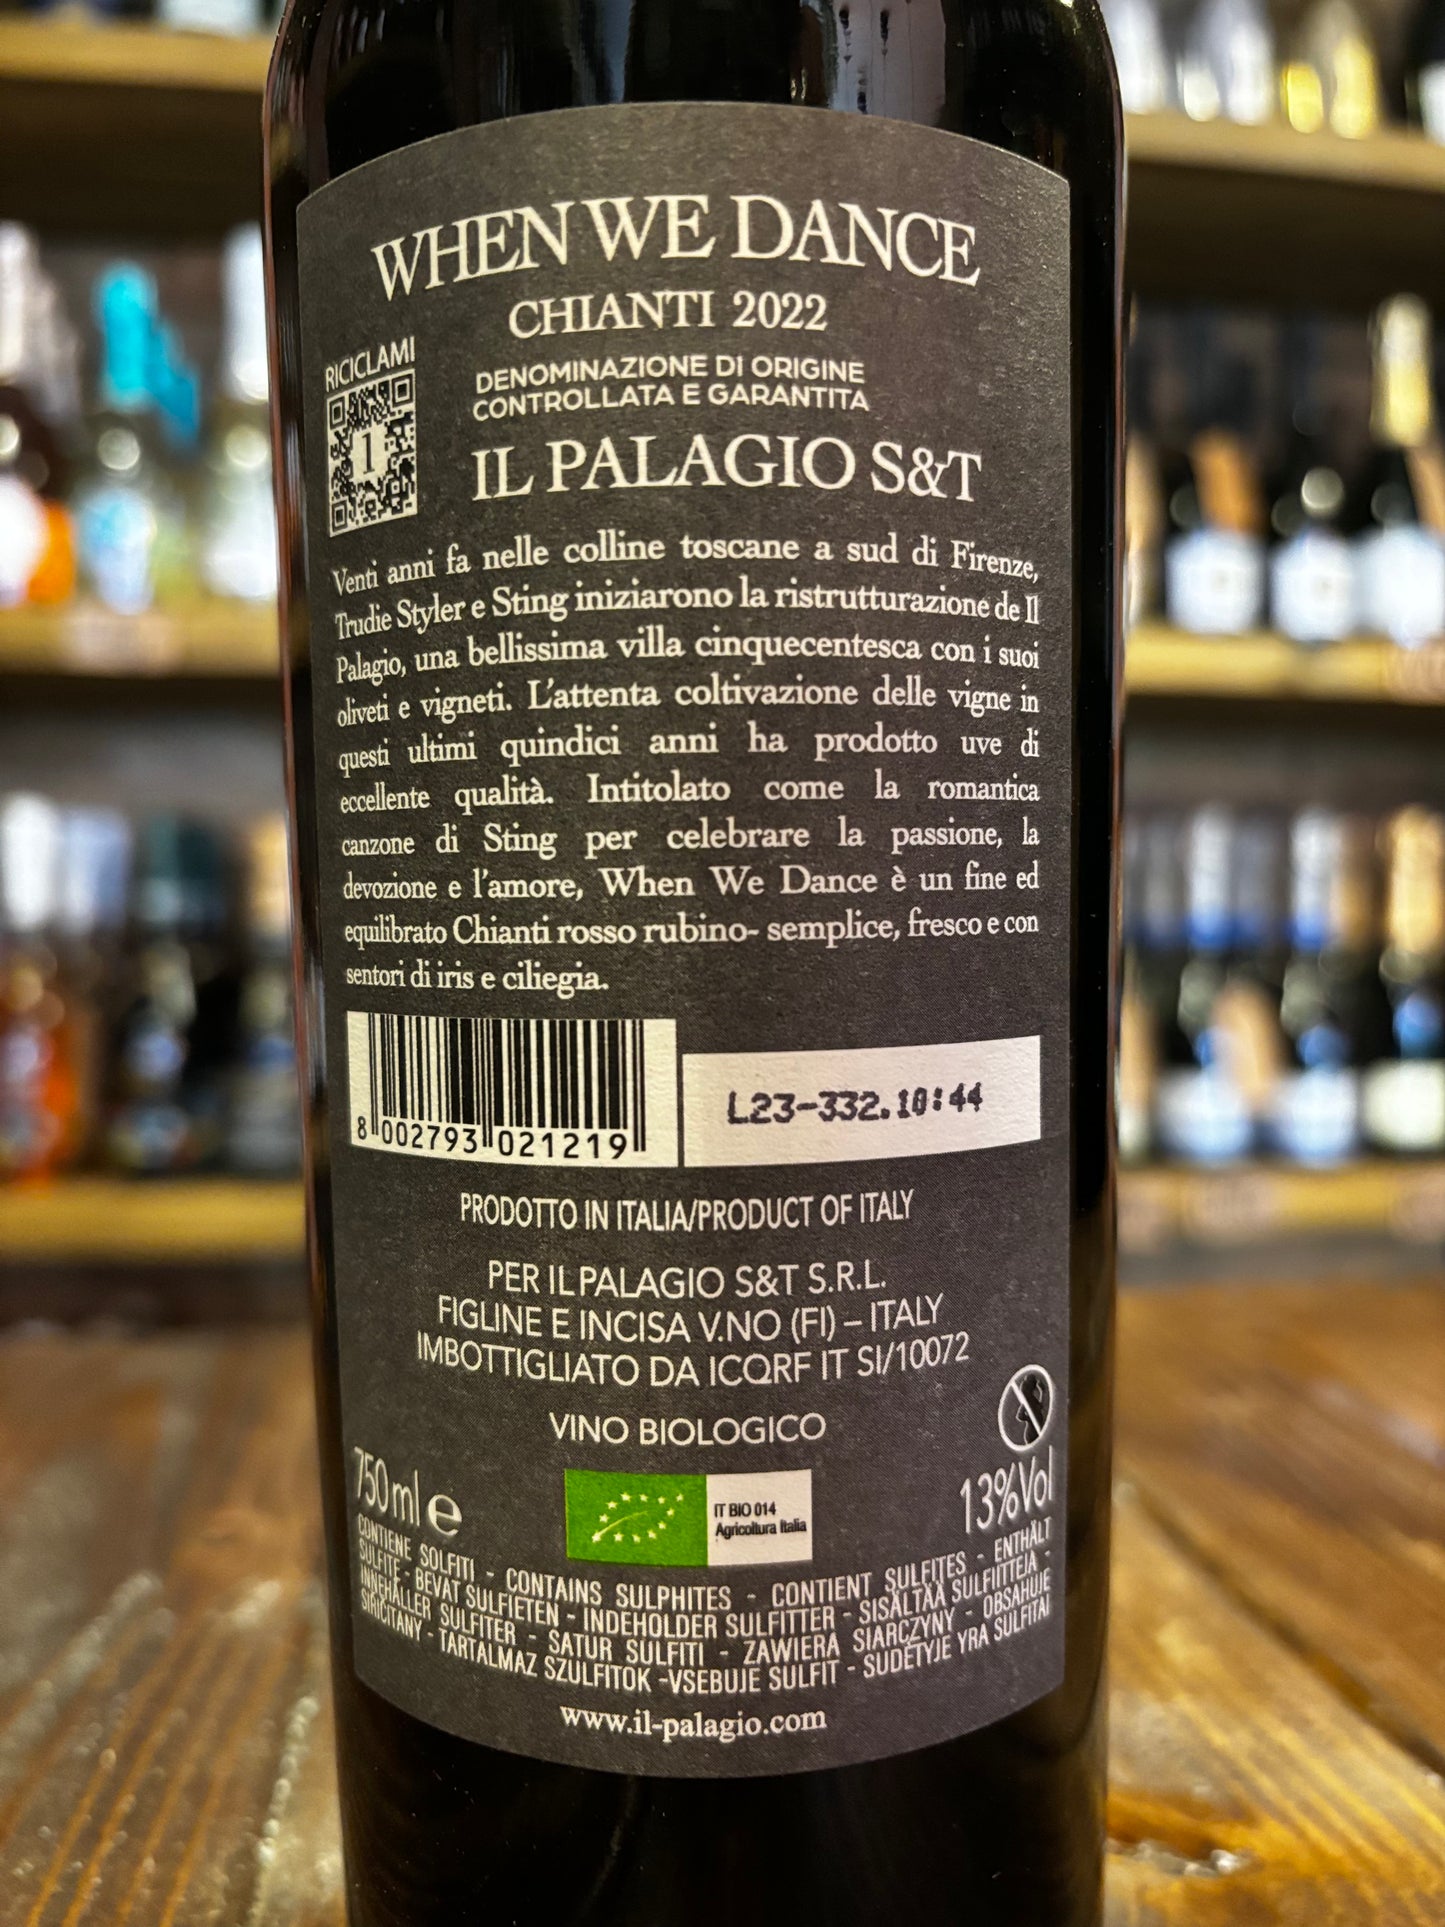 WHEN WE DANCE
CHIANTI 2022
RICICLAMI
1
DENOMINAZIONE DI ORIGINE
CONTROLLATA E GARANTITA
IL PALAGIO S&T
Venti anni fa nelle colline toscane a sud di Firenze,
Trudie Styler e Sting iniziarono la ristrutturazione de Il
Palagio, una bellissima villa cinquecentesca con i suoi
oliveti e vigneti. L'attenta coltivazione delle vigne in
questi ultimi quindici anni ha prodotto uve di
eccellente qualità. Intitolato come la romantica
canzone di Sting per celebrare la passione, la
devozione e l'amore, When We Dance è un fine ed
equilibrato Chianti rosso rubino- semplice, fresco e con
sentori di iris e ciliegia.
8 002793 021219
L23-332.10:44
PRODOTTO IN ITALIA/PRODUCT OF ITALY
PER IL PALAGIO S&T S.R.L.
FIGLINE E INCISA V.NO (FI) – ITALY
IMBOTTIGLIATO DA ICQRF IT SI/10072
VINO BIOLOGICO
750ml e
IT BIO 014
Agricoltura Italia
13%Vol
CONTIENE SOLFITI - CONTAINS SULPHITES - CONTIENT SULFITES - ENTHÄLT
SULFITE - BEVAT SULFIETEN - INDEHOLDER SULFITTER - SISÄLTÄÄ SULFIITTEJA -
INNEHÅLLER SULFITER - SATUR SULFITI - ZAWIERA SIARCZYNY - OBSAHUJE
SIRIČITANY - TARTALMAZ SZULFITOK -VSEBUJE SULFIT - SUDĖTYJE YRA SULFITAI
www.il-palagio.com